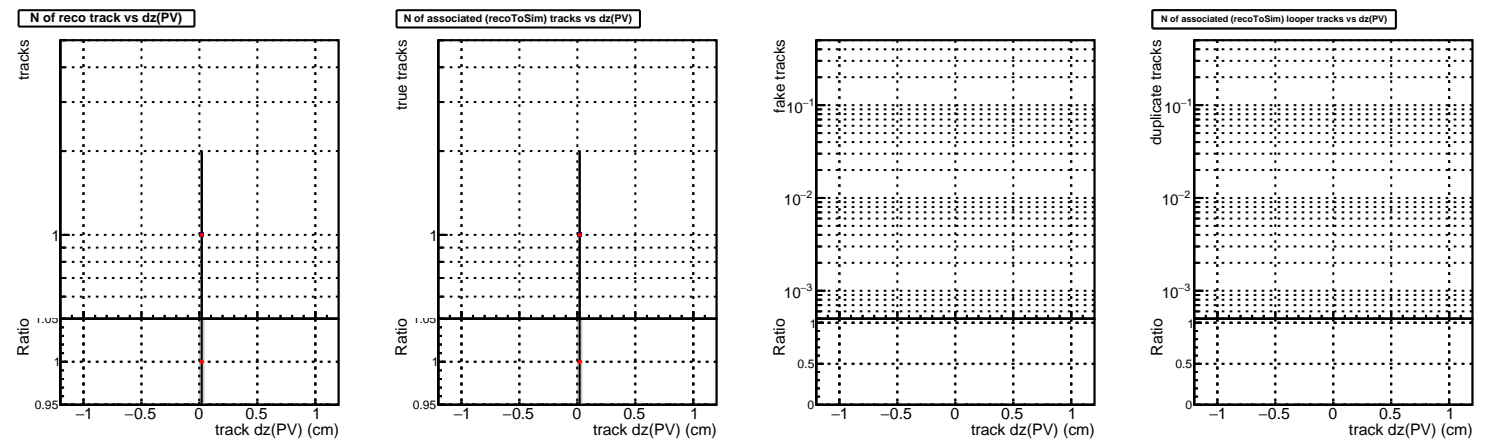 N of reco track vs dz(PV)
tracks
1
Ratio
1.05
1
0.95
−1 −0.5 0 0.5 1
track dz(PV) (cm)
N of associated (recoToSim) tracks vs dz(PV)
true tracks
1
Ratio
1.05
1
0.95
−1 −0.5 0 0.5 1
track dz(PV) (cm)
fake tracks
10−1
10−2
10−3
Ratio
1
0.5
0
−1 −0.5 0 0.5 1
track dz(PV) (cm)
N of associated (recoToSim) looper tracks vs dz(PV)
duplicate tracks
10−1
10−2
10−3
Ratio
1
0.5
0
−1 −0.5 0 0.5 1
track dz(PV) (cm)